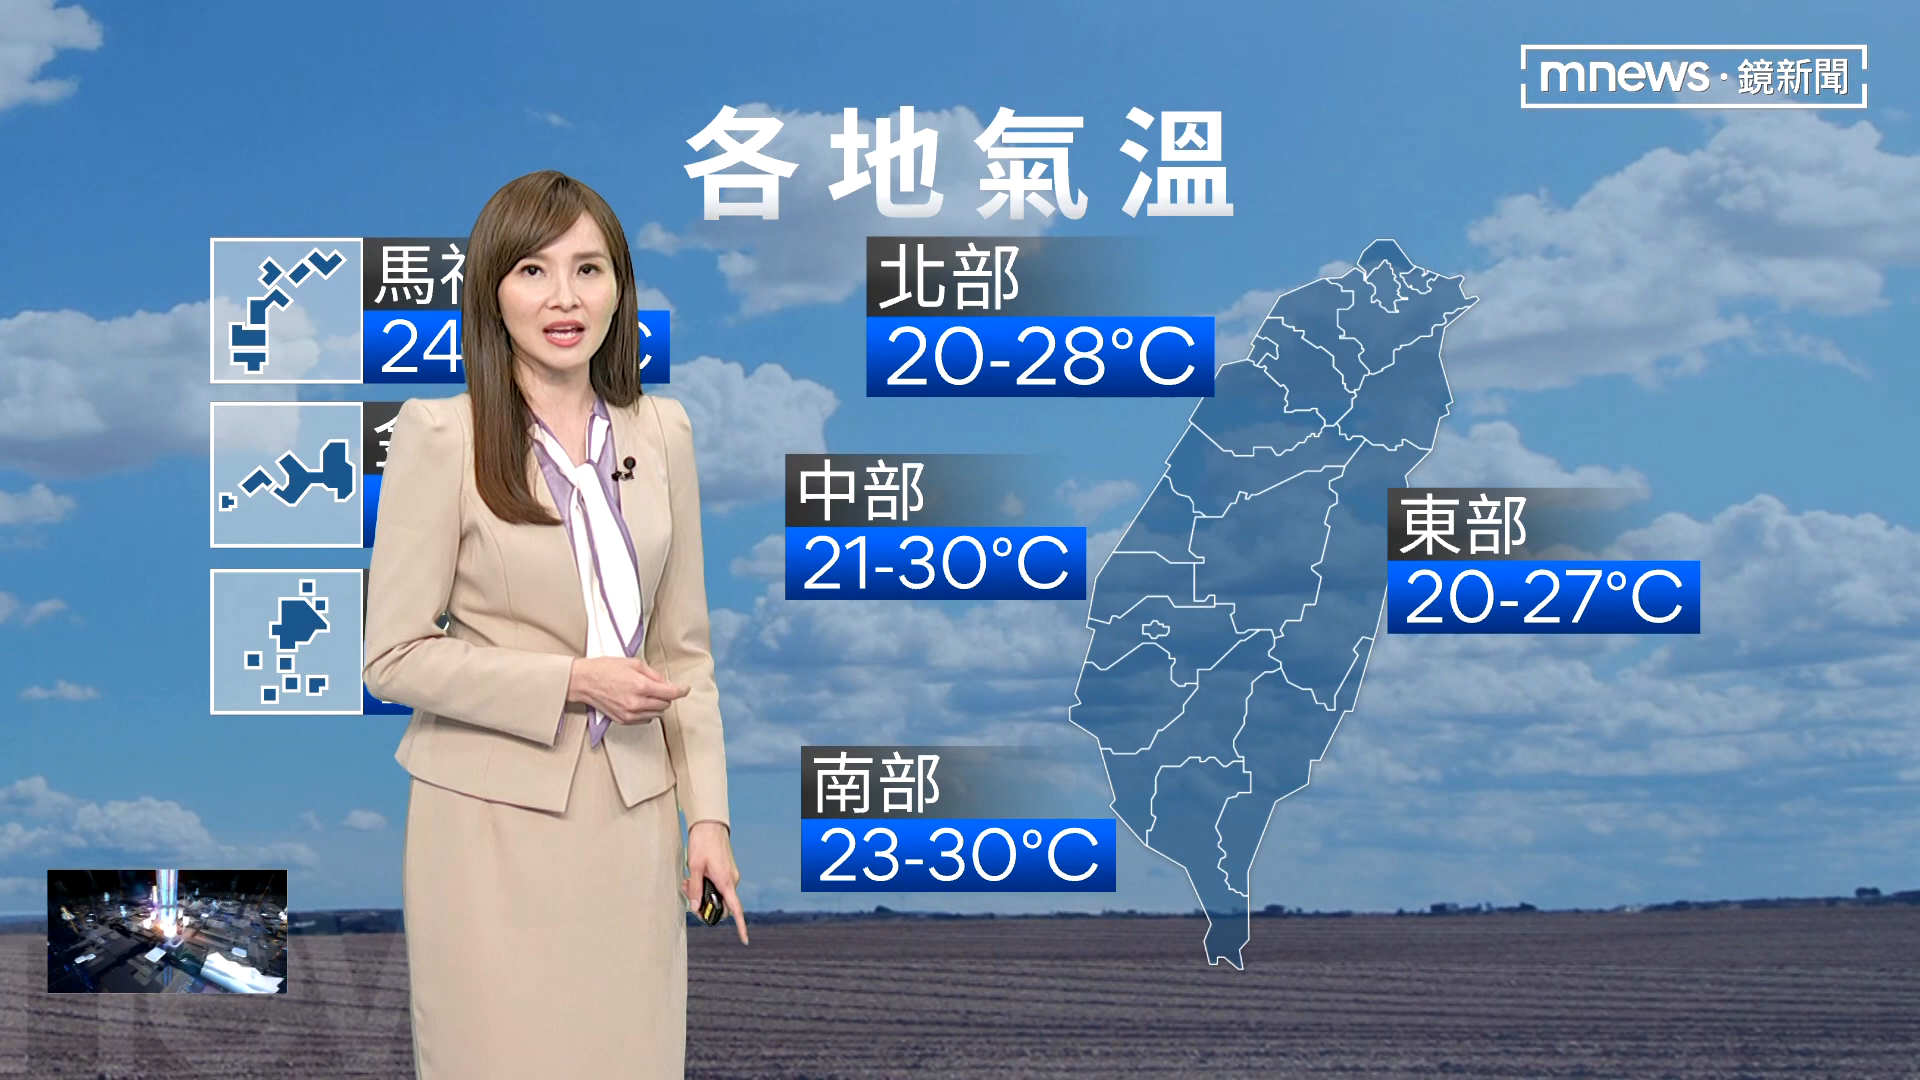 mnews·鏡新聞
各地氣溫
馬
24
北部
20-28°C
中部
21-30°C
東部
20-27°C
南部
23-30°C